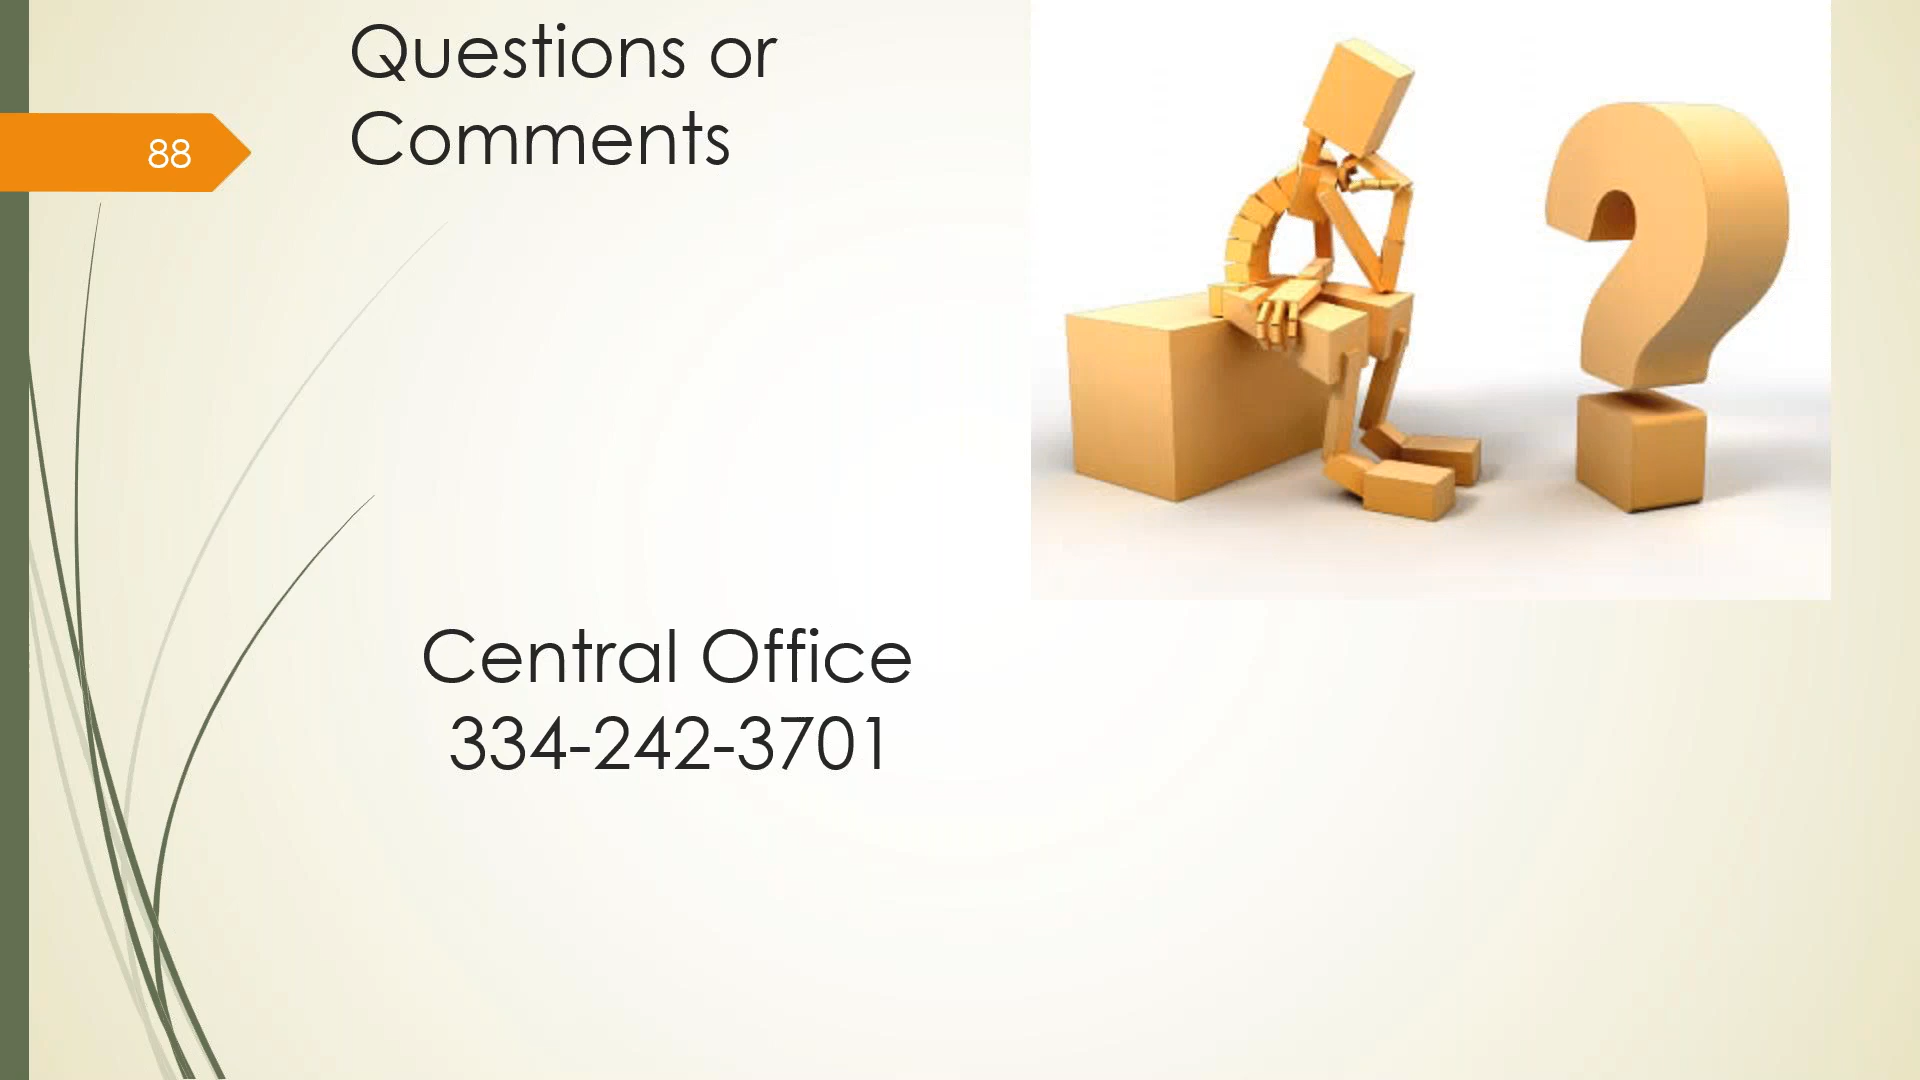 Questions or
Comments
88
Central Office
334-242-3701